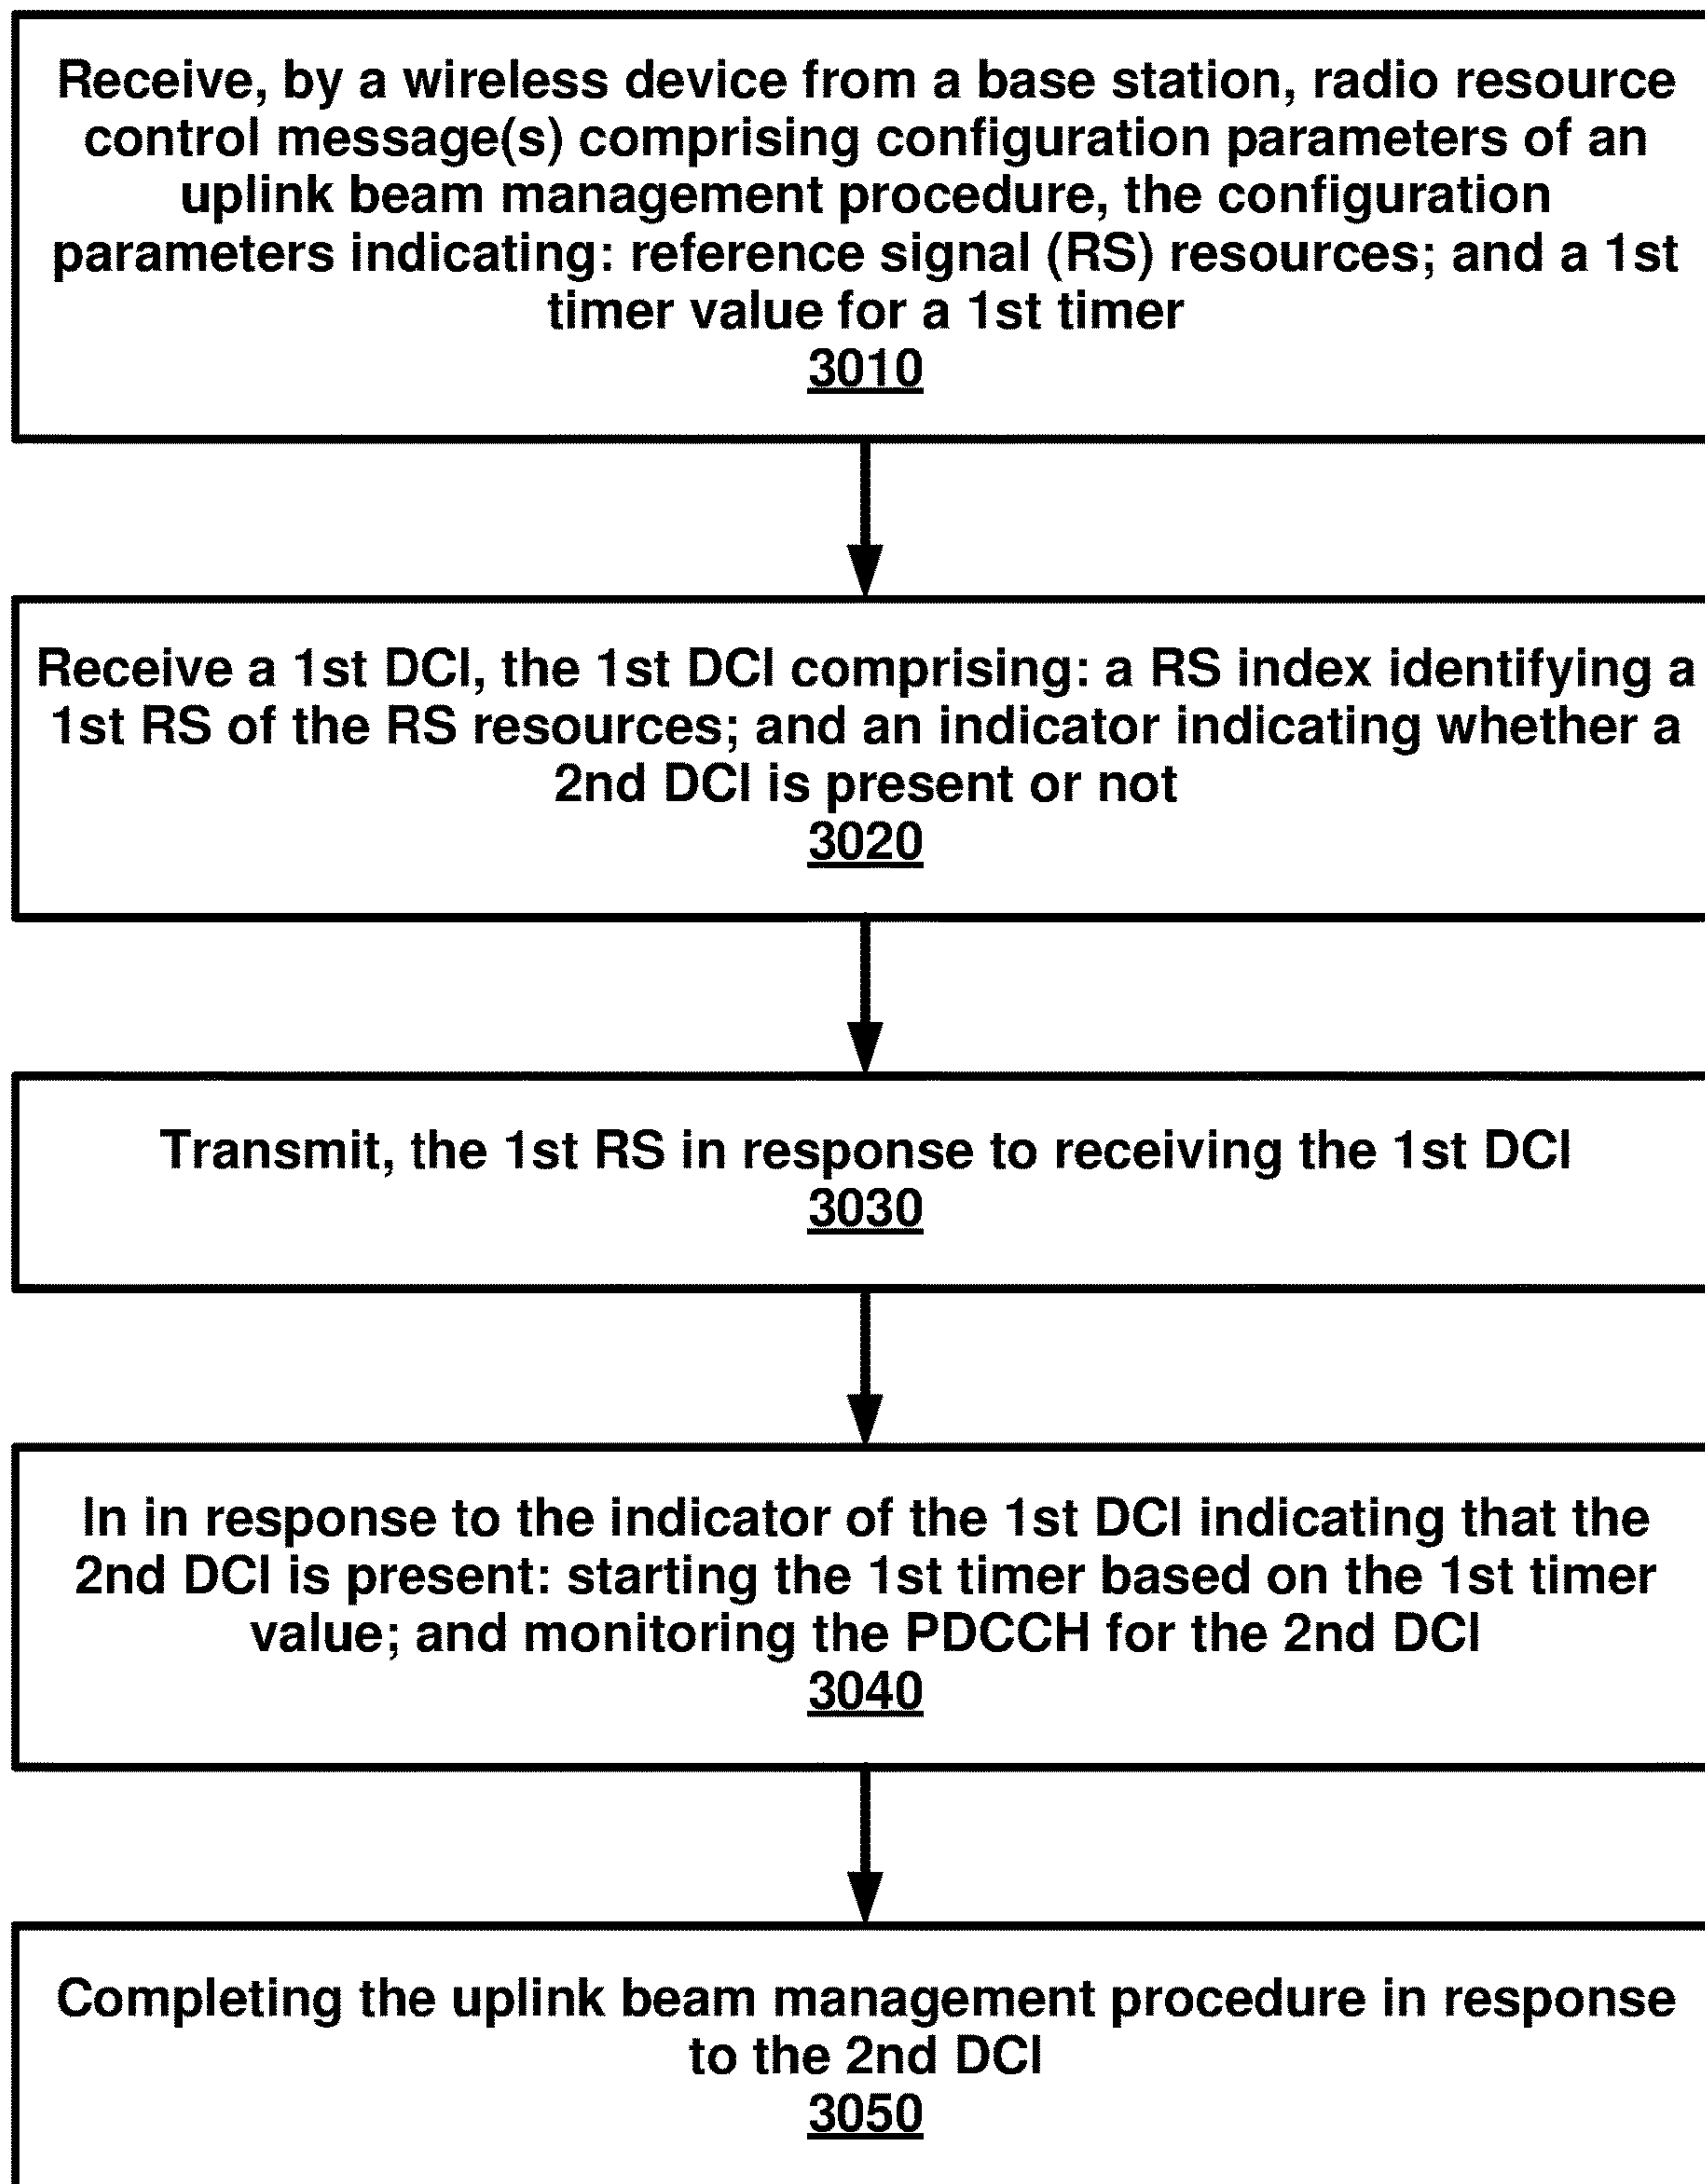 Receive, by a wireless device from a base station, radio resource
control message(s) comprising configuration parameters of an
uplink beam management procedure, the configuration
parameters indicating: reference signal (RS) resources; and a 1st
timer value for a 1st timer
3010
Receive a 1st DCI, the 1st DCI comprising: a RS index identifying a
1st RS of the RS resources; and an indicator indicating whether a
2nd DCI is present or not
3020
Transmit, the 1st RS in response to receiving the 1st DCI
3030
In in response to the indicator of the 1st DCI indicating that the
2nd DCI is present: starting the 1st timer based on the 1st timer
value; and monitoring the PDCCH for the 2nd DCI
3040
Completing the uplink beam management procedure in response
to the 2nd DCI
3050